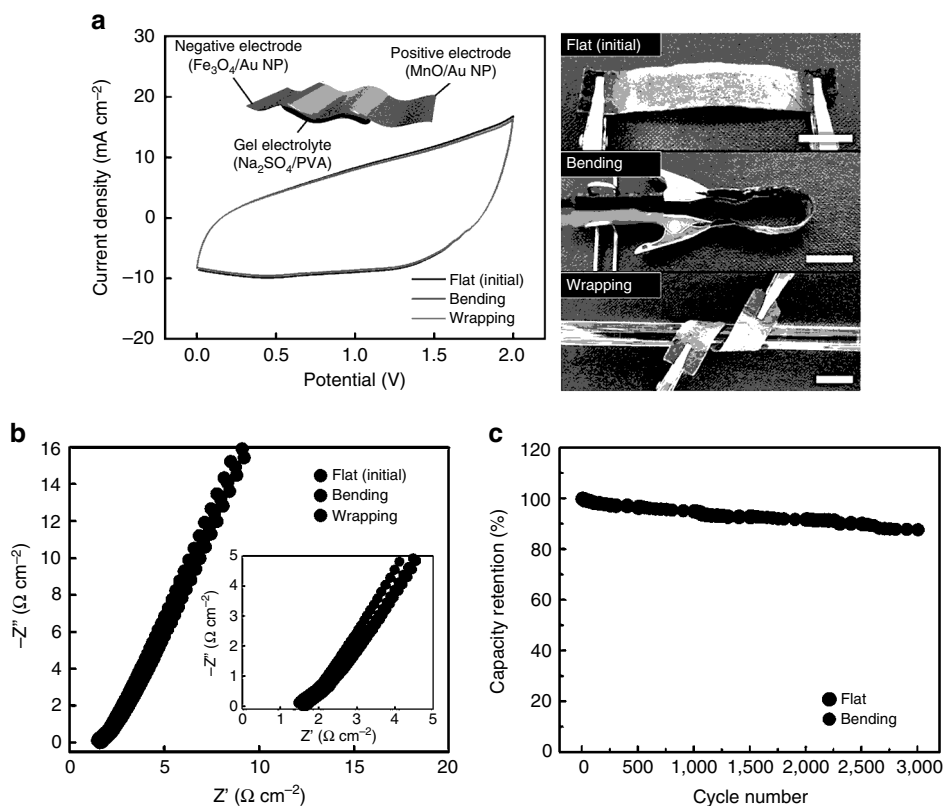 a
30
20
10
0
−10
−20
Current density (mA cm−2)
Negative electrode
(Fe3O4/Au NP)
Positive electrode
(MnO/Au NP)
Gel electrolyte
(Na2SO4/PVA)
Flat (initial)
Bending
Wrapping
0.0 0.5 1.0 1.5 2.0
Potential (V)
Flat (initial)
Bending
Wrapping
b
16
14
12
10
8
6
4
2
0
−Z″ (Ω cm−2)
Flat (initial)
Bending
Wrapping
5
4
3
2
1
0
−Z″ (Ω cm−2)
0 1 2 3 4 5
Z′ (Ω cm−2)
0 5 10 15 20
Z′ (Ω cm−2)
c
120
100
80
60
40
20
0
Capacity retention (%)
Flat
Bending
0 500 1,000 1,500 2,000 2,500 3,000
Cycle number